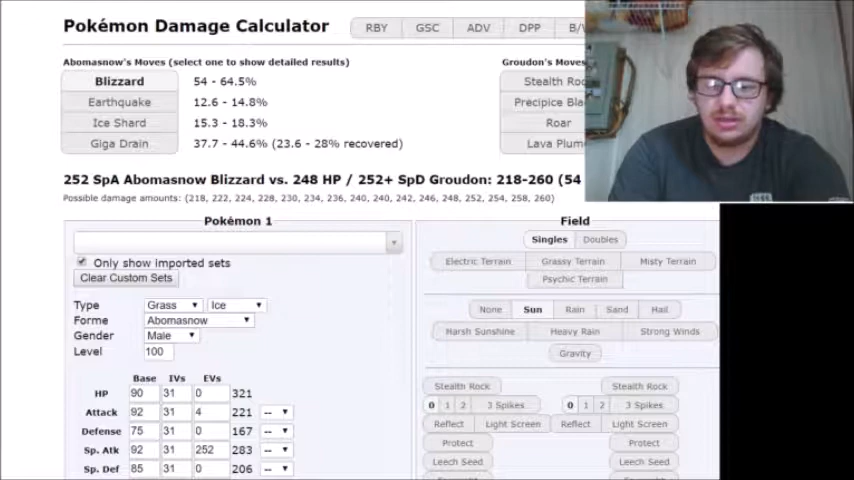 Pokémon Damage Calculator
RBY GSC ADV DPP B/
Abomasnow's Moves (select one to show detailed results)
Groudon's Moves
Blizzard 54 - 64.5%
Stealth Roc
Earthquake 12.6 - 14.8%
Precipice Bla
Ice Shard 15.3 - 18.3%
Roar
Giga Drain 37.7 - 44.6% (23.6 - 28% recovered)
Lava Plum
252 SpA Abomasnow Blizzard vs. 248 HP / 252+ SpD Groudon: 218-260 (54
Possible damage amounts: (218, 222, 224, 228, 230, 234, 236, 240, 240, 242, 246, 248, 252, 254, 258, 260)
Pokémon 1
Only show imported sets
Clear Custom Sets
Type Grass Ice
Forme Abomasnow
Gender Male
Level 100
Base IVs EVs
HP 90 31 0 321
Attack 92 31 4 221 --
Defense 75 31 0 167 --
Sp. Atk 92 31 252 283 --
Sp. Def 85 31 0 206 --
Field
Singles Doubles
Electric Terrain Grassy Terrain Misty Terrain
Psychic Terrain
None Sun Rain Sand Hail
Harsh Sunshine Heavy Rain Strong Winds
Gravity
Stealth Rock Stealth Rock
0 1 2 3 Spikes 0 1 2 3 Spikes
Reflect Light Screen Reflect Light Screen
Protect Protect
Leech Seed Leech Seed